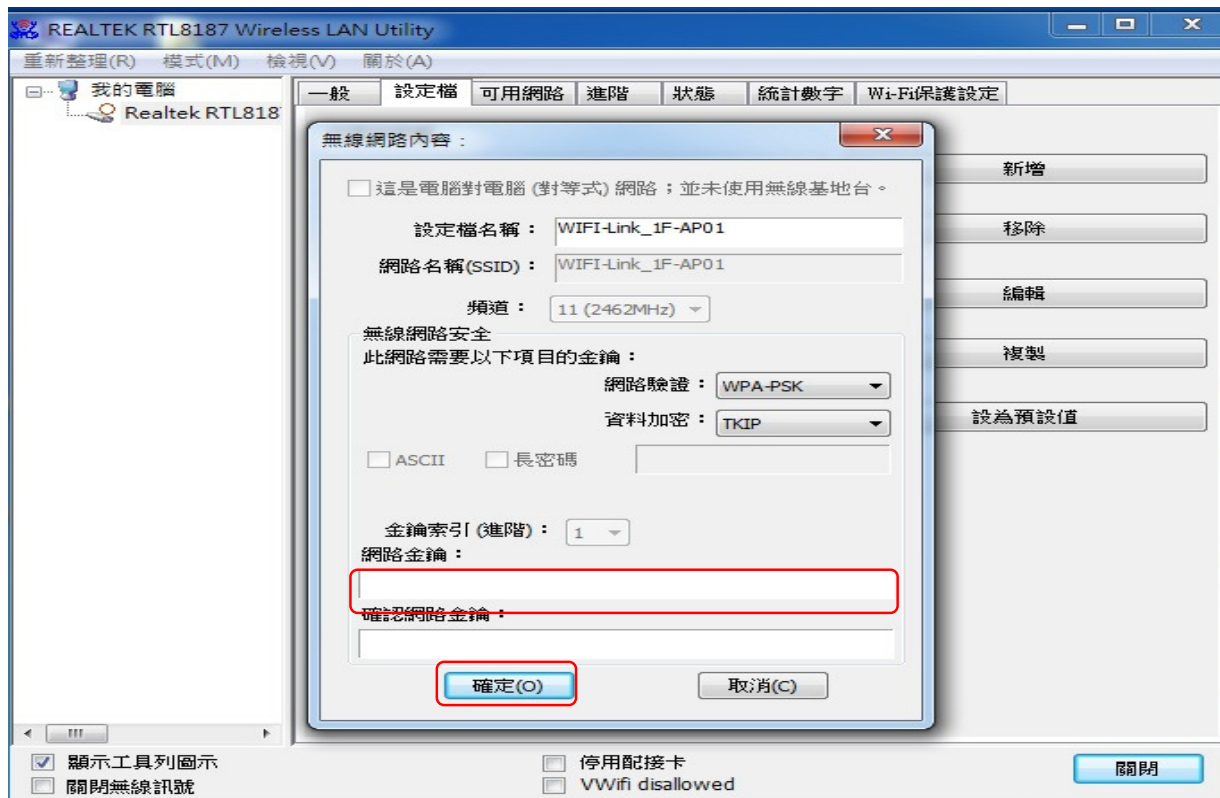 REALTEK RTL8187 Wireless LAN Utility
重新整理(R) 模式(M) 檢視(V) 關於(A)
我的電腦
Realtek RTL818
一般 設定檔 可用網路 進階 狀態 統計數字 Wi-Fi保護設定
無線網路內容：
這是電腦對電腦 (對等式) 網路；並未使用無線基地台。
設定檔名稱： WIFI-Link_1F-AP01
網路名稱(SSID)： WIFI-Link_1F-AP01
頻道： 11 (2462MHz)
無線網路安全
此網路需要以下項目的金鑰：
網路驗證： WPA-PSK
資料加密： TKIP
ASCII 長密碼
金鑰索引 (進階)： 1
網路金鑰：
確認網路金鑰：
確定(O) 取消(C)
新增
移除
編輯
複製
設為預設值
顯示工具列圖示 停用配接卡
關閉無線訊號 VWifi disallowed
關閉